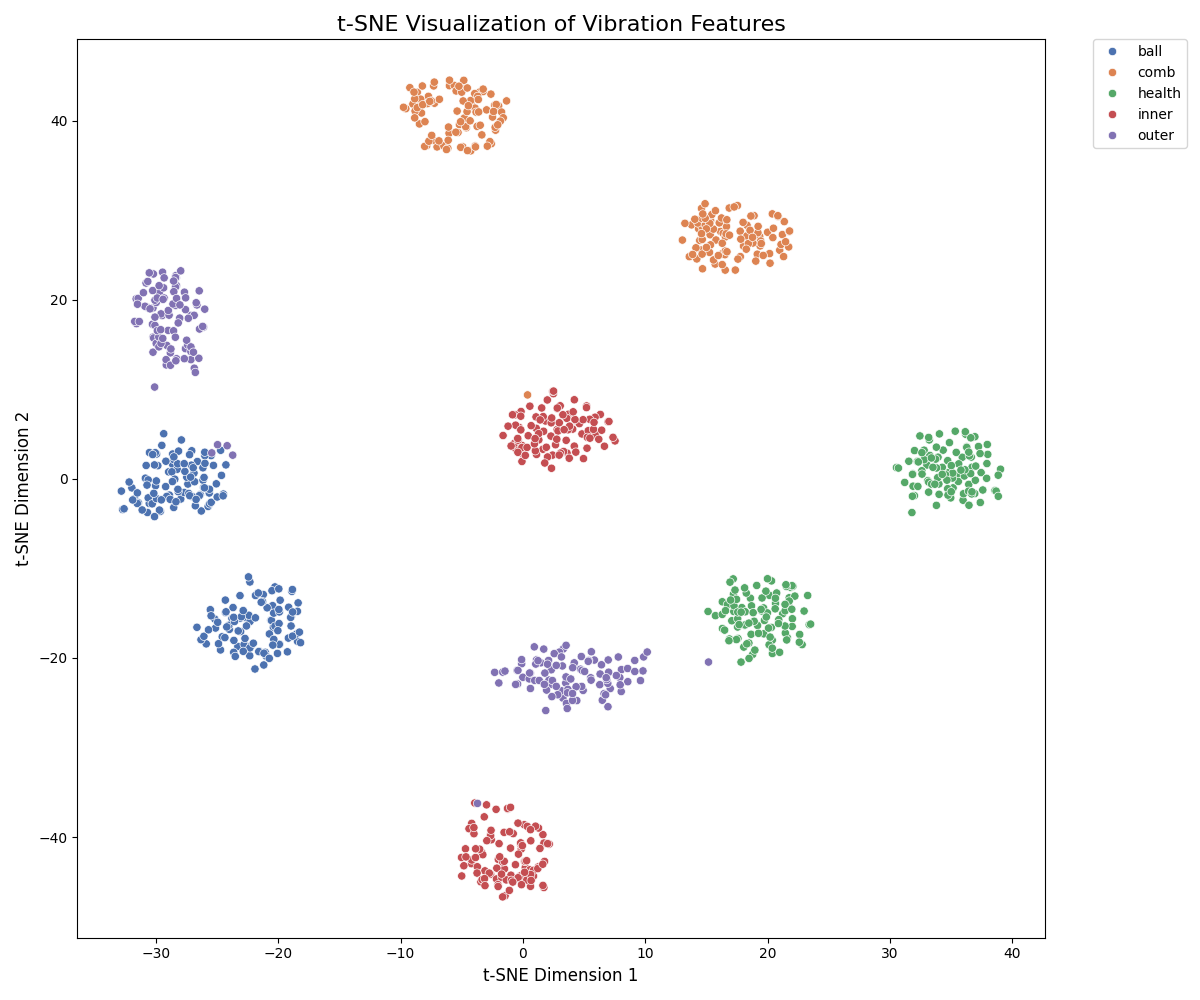 t-SNE Visualization of Vibration Features
ball
comb
health
inner
outer
40
20
0
−20
−40
t-SNE Dimension 2
−30
−20
−10
0
10
20
30
40
t-SNE Dimension 1